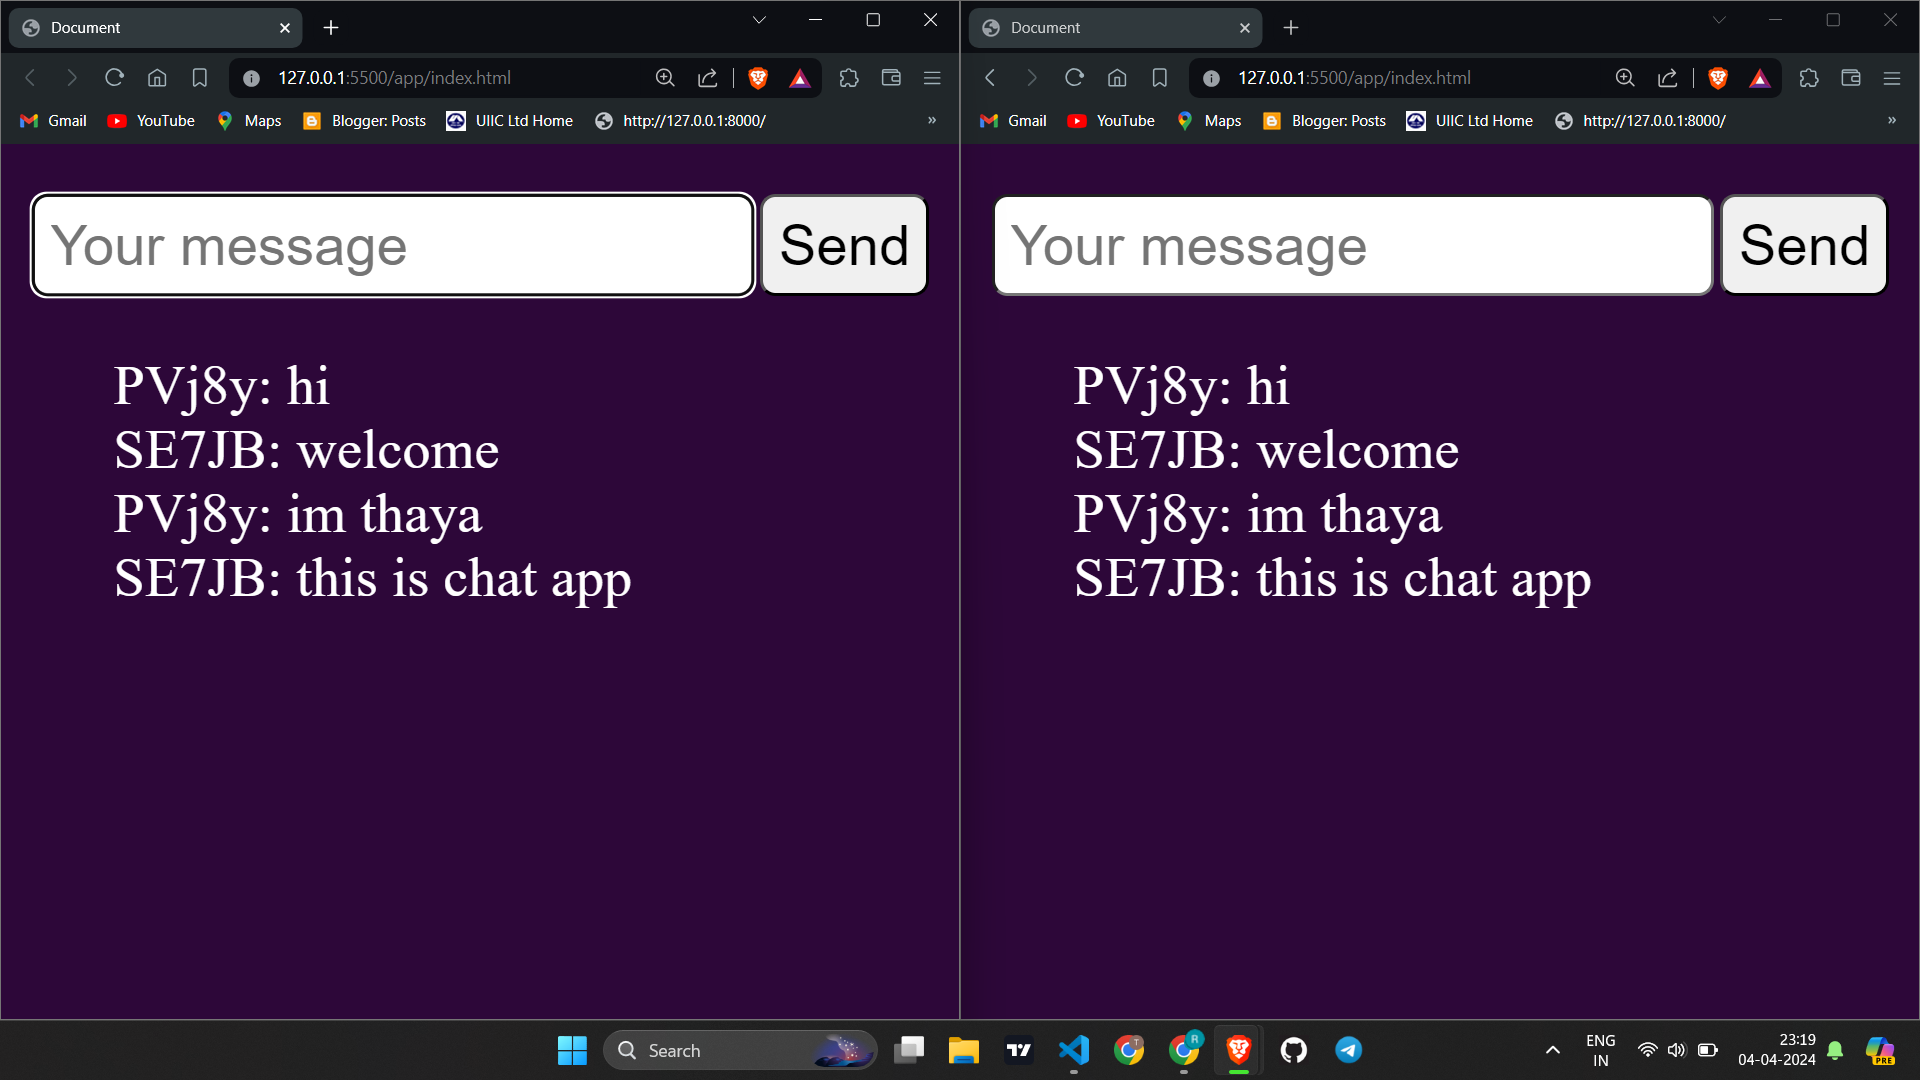 Document
127.0.0.1:5500/app/index.html
Gmail YouTube Maps Blogger: Posts UIIC Ltd Home http://127.0.0.1:8000/ »
Your message Send
PVj8y: hi
SE7JB: welcome
PVj8y: im thaya
SE7JB: this is chat app
Document
127.0.0.1:5500/app/index.html
Gmail YouTube Maps Blogger: Posts UIIC Ltd Home http://127.0.0.1:8000/ »
Your message Send
PVj8y: hi
SE7JB: welcome
PVj8y: im thaya
SE7JB: this is chat app
Search
T
R
ENG
IN
23:19
04-04-2024
PRE